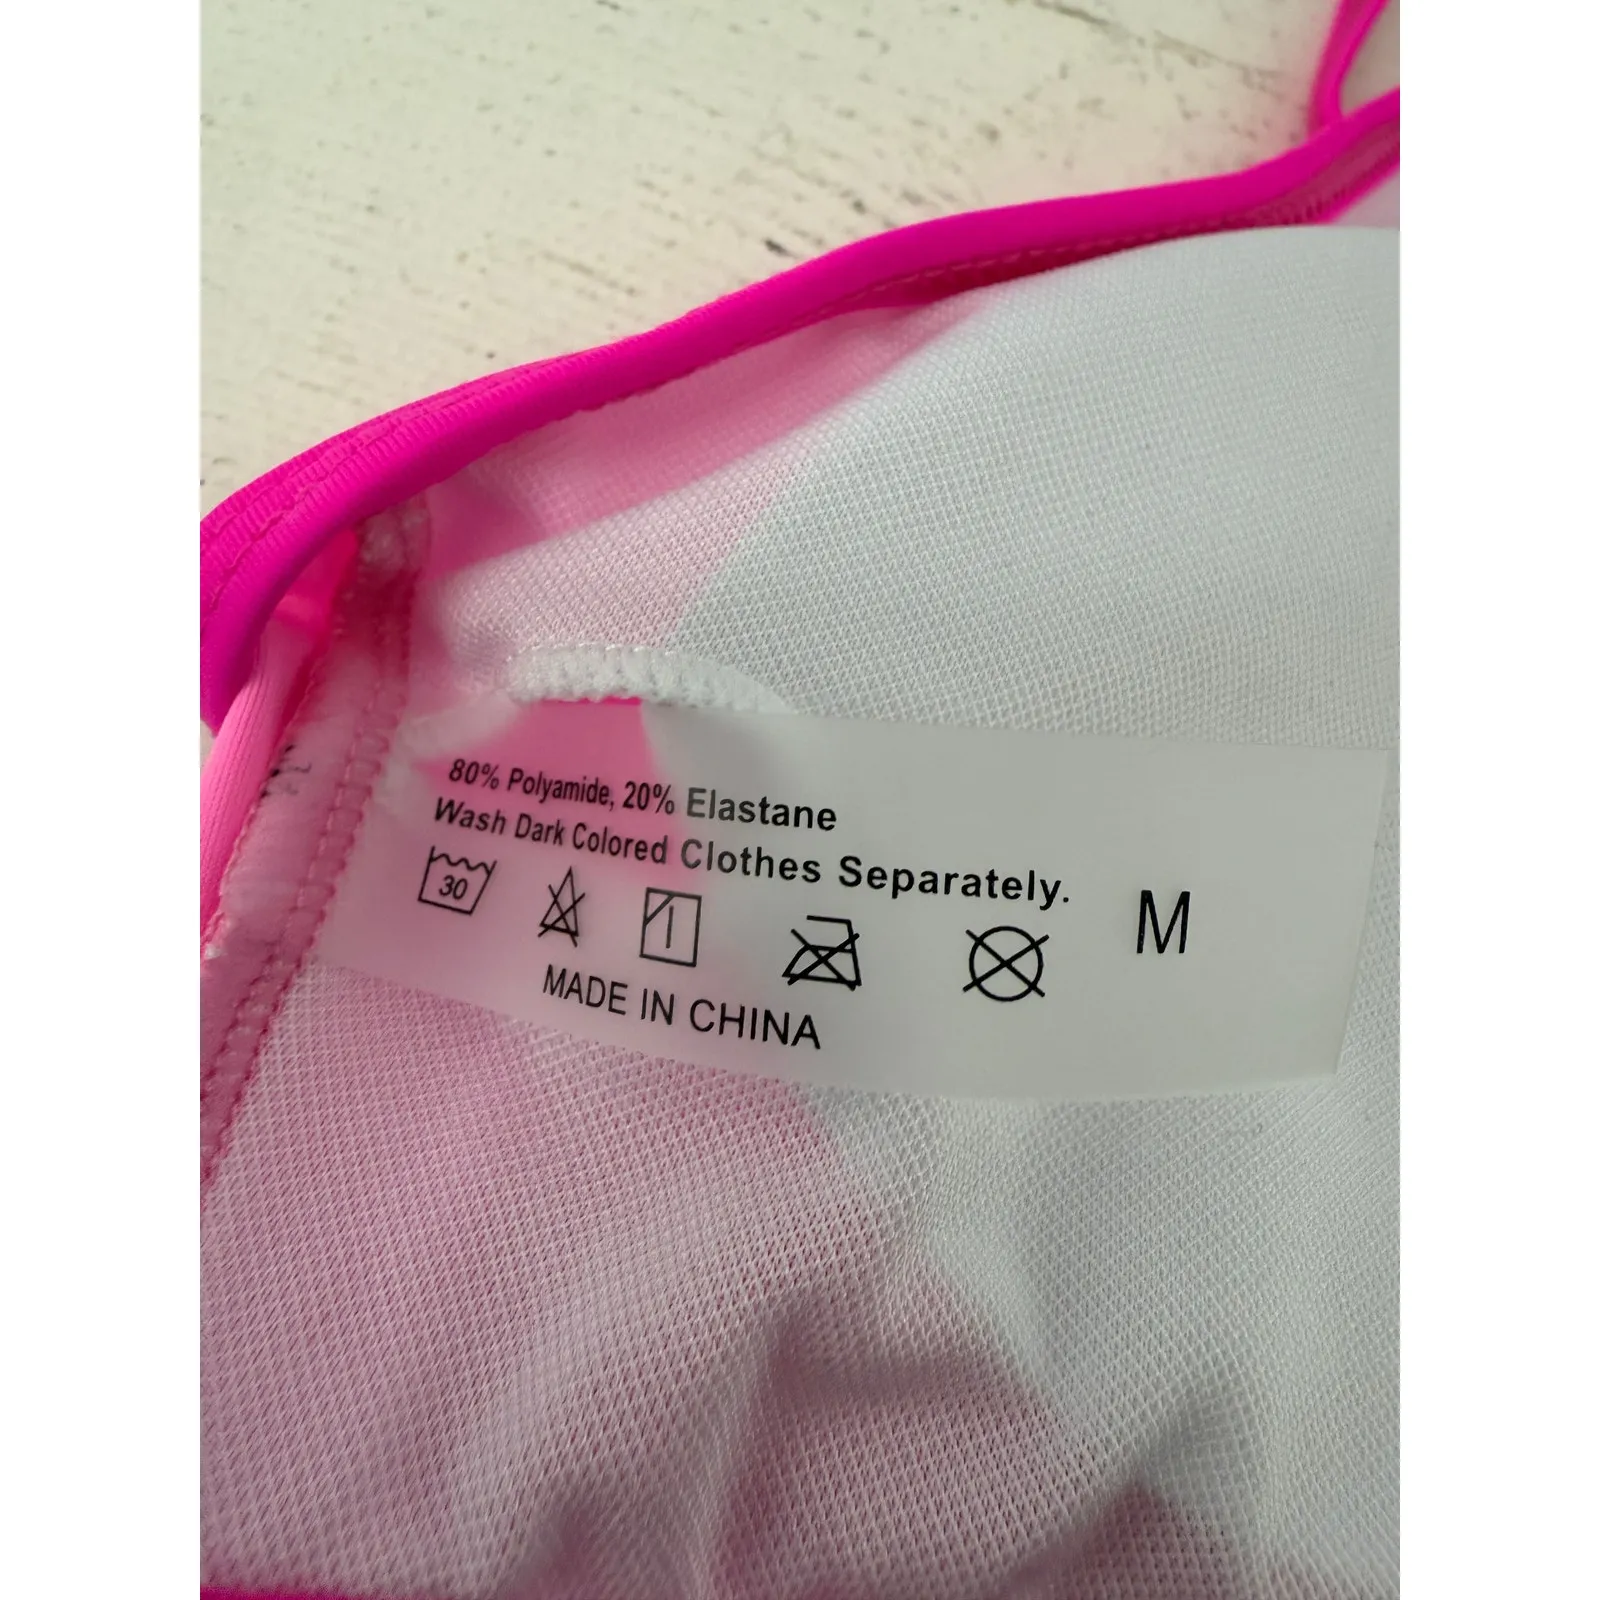 80% Polyamide, 20% Elastane
Wash Dark Colored Clothes Separately.
30
M
MADE IN CHINA